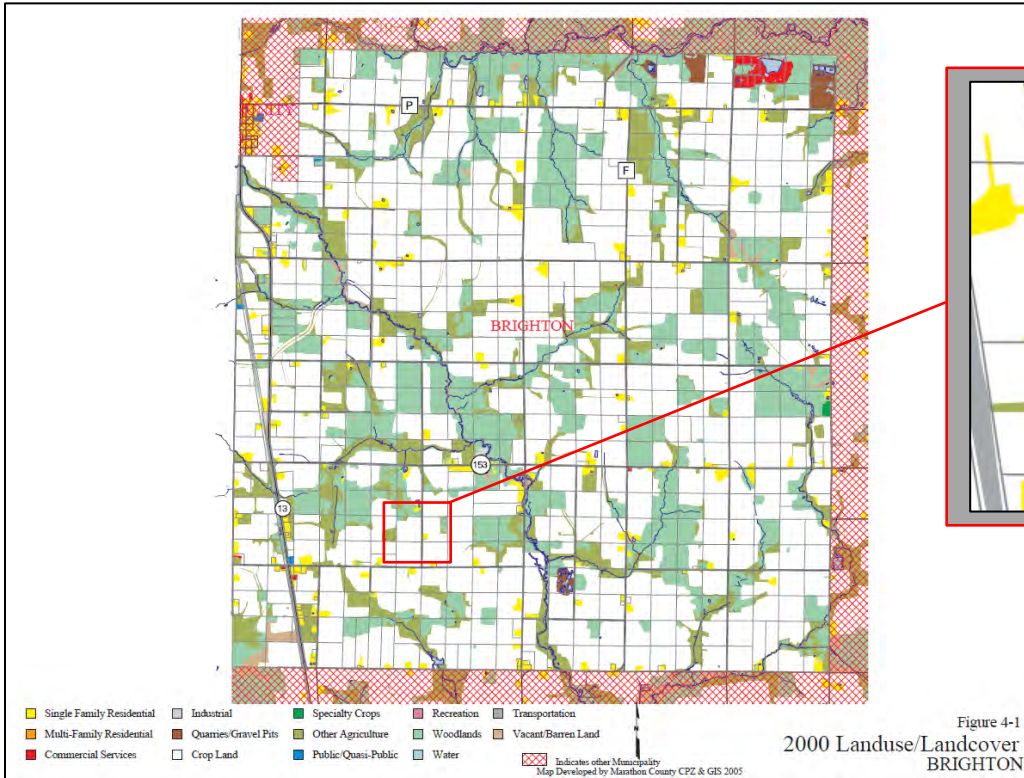 P
F
BRIGHTON
153
13
Single Family Residential
Industrial
Specialty Crops
Recreation
Transportation
Multi-Family Residential
Quarries/Gravel Pits
Other Agriculture
Woodlands
Vacant/Barren Land
Commercial Services
Crop Land
Public/Quasi-Public
Water
Indicates other Municipality
Map Developed by Marathon County CPZ & GIS 2005
Figure 4-1
2000 Landuse/Landcover
BRIGHTON